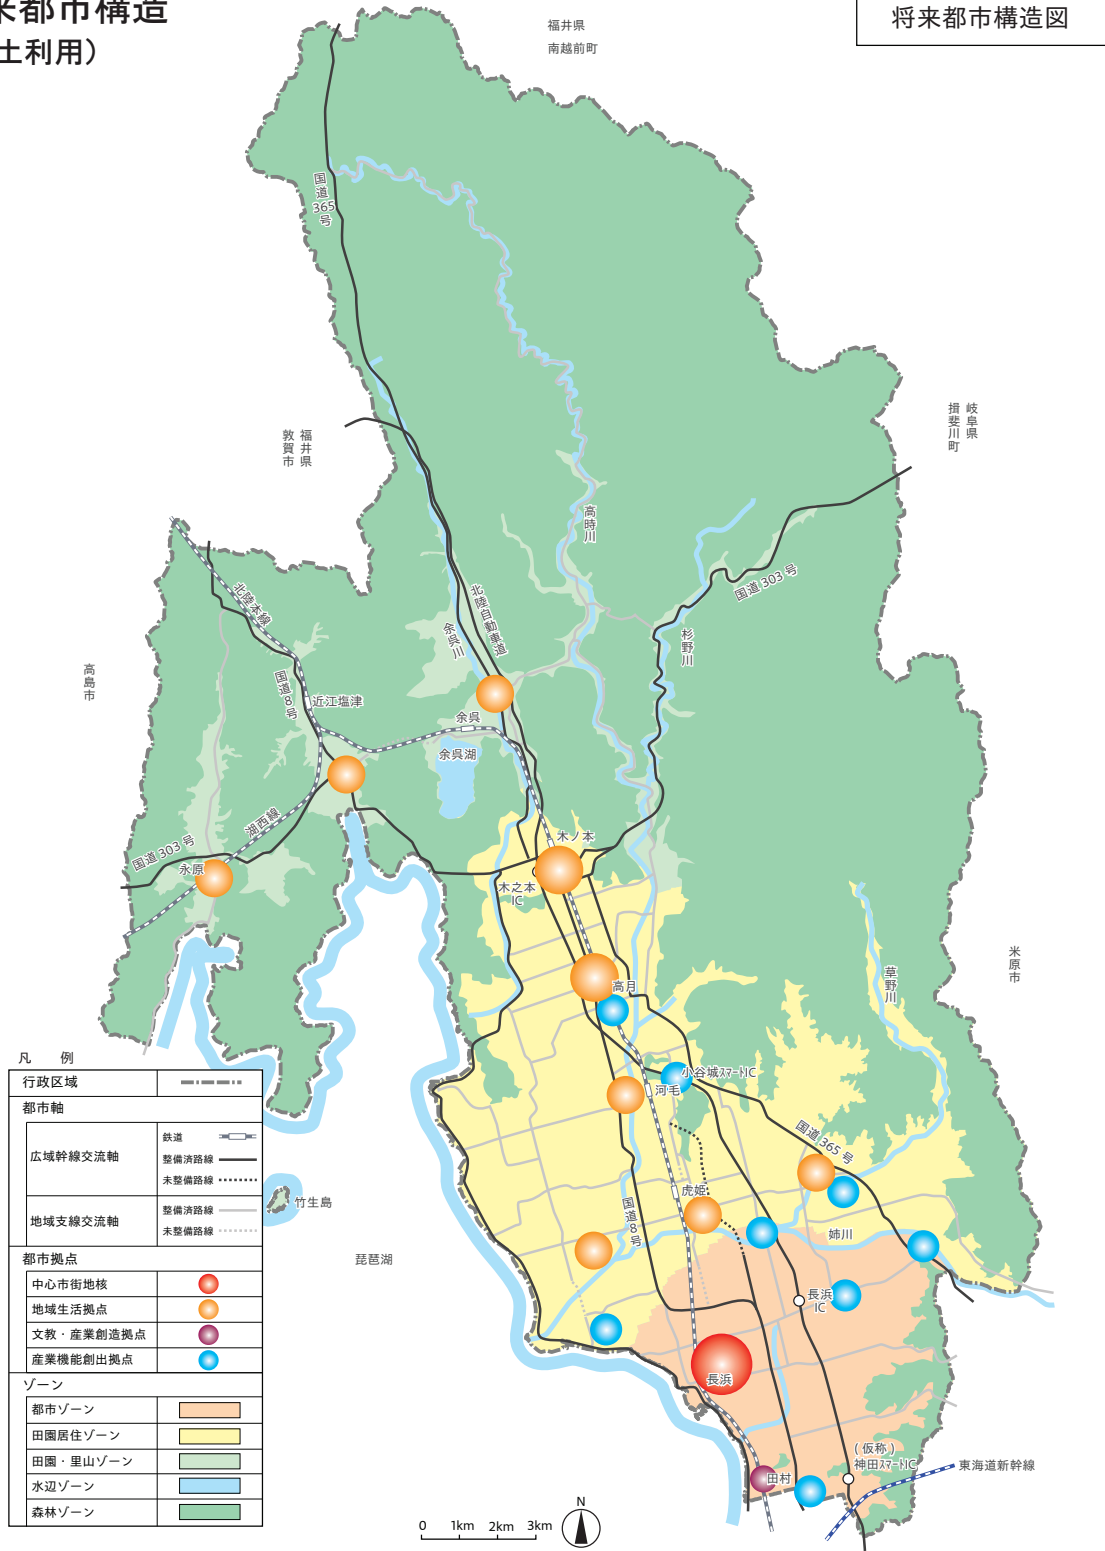 来都市構造
土利用）
将来都市構造図
福井県
南越前町
国道365号
福井県
敦賀市
岐阜県
揖斐川町
高時川
国道303号
北陸自動車道
余呉川
杉野川
北陸本線
高島市
国道8号
近江塩津
余呉
余呉湖
湖西線
国道303号
永原
木ノ本
木之本
IC
高月
草野川
米原市
小谷城スマートIC
河毛
国道365号
虎姫
国道8号
姉川
竹生島
琵琶湖
長浜
IC
長浜
(仮称)
神田スマートIC
田村
東海道新幹線
凡　例
行政区域
都市軸
広域幹線交流軸
鉄道
整備済路線
未整備路線
地域支線交流軸
整備済路線
未整備路線
都市拠点
中心市街地核
地域生活拠点
文教・産業創造拠点
産業機能創出拠点
ゾーン
都市ゾーン
田園居住ゾーン
田園・里山ゾーン
水辺ゾーン
森林ゾーン
0 1km 2km 3km
N